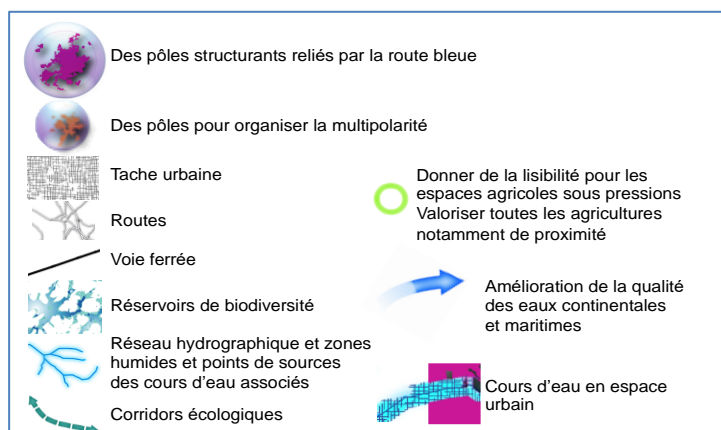 Des pôles structurants reliés par la route bleue
Des pôles pour organiser la multipolarité
Tache urbaine
Routes
Voie ferrée
Réservoirs de biodiversité
Réseau hydrographique et zones
humides et points de sources
des cours d'eau associés
Corridors écologiques
Donner de la lisibilité pour les
espaces agricoles sous pressions
Valoriser toutes les agricultures
notamment de proximité
Amélioration de la qualité
des eaux continentales
et maritimes
Cours d'eau en espace
urbain